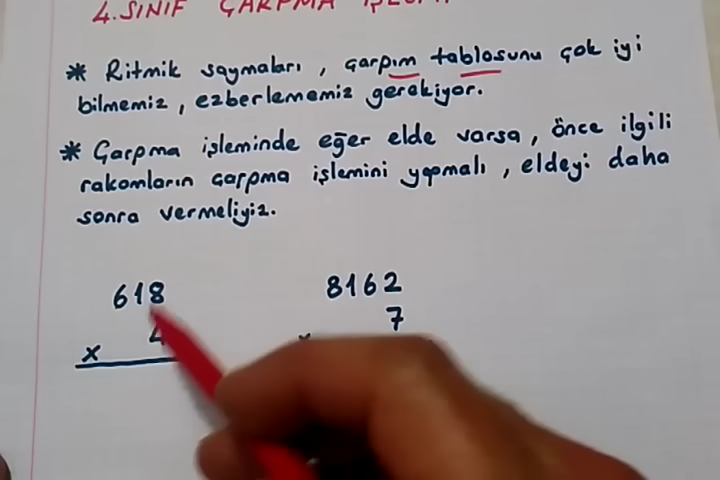 4. SINIF ÇARPMA İŞLEMİ
* Ritmik saymaları, çarpım tablosunu çok iyi
bilmemiz, ezberlememiz gerekiyor.
* Çarpma işleminde eğer elde varsa, önce ilgili
rakamların çarpma işlemini yapmalı, eldeyi daha
sonra vermeliyiz.
618
x 4
8162
x 7